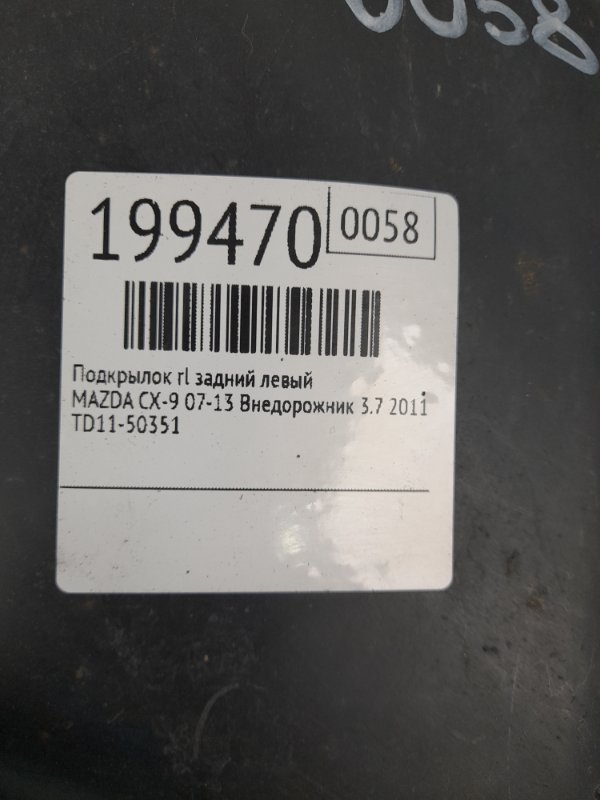 0058
199470 0058
Подкрылок rl задний левый
MAZDA CX-9 07-13 Внедорожник 3.7 2011
TD11-50351